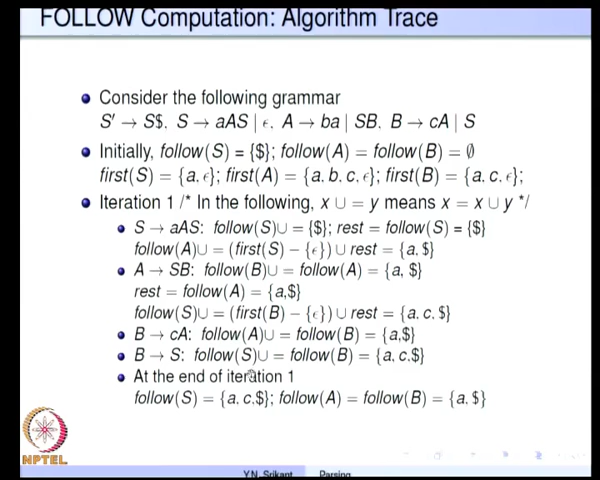 FOLLOW Computation: Algorithm Trace
Consider the following grammar
S′ → S$, S → aAS | ϵ, A → ba | SB, B → cA | S
Initially, follow(S) = {$}; follow(A) = follow(B) = ∅
first(S) = {a, ϵ}; first(A) = {a, b, c, ϵ}; first(B) = {a, c, ϵ};
Iteration 1 /* In the following, x ∪ = y means x = x ∪ y */
S → aAS: follow(S)∪ = {$}; rest = follow(S) = {$}
follow(A)∪ = (first(S) − {ϵ}) ∪ rest = {a, $}
A → SB: follow(B)∪ = follow(A) = {a, $}
rest = follow(A) = {a,$}
follow(S)∪ = (first(B) − {ϵ}) ∪ rest = {a, c, $}
B → cA: follow(A)∪ = follow(B) = {a,$}
B → S: follow(S)∪ = follow(B) = {a, c,$}
At the end of iteration 1
follow(S) = {a, c,$}; follow(A) = follow(B) = {a, $}
NPTEL
Y.N. Srikant Parsing